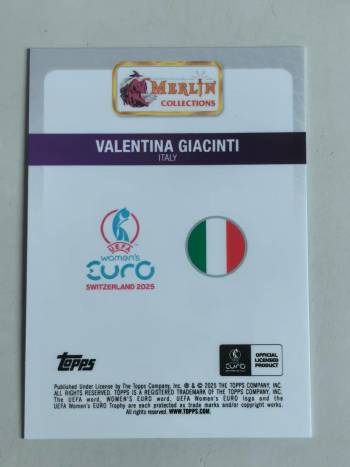 MERLIN
COLLECTIONS
VALENTINA GIACINTI
ITALY
UEFA
women's
EURO
SWITZERLAND 2025
Topps
EURO
OFFICIAL
LICENSED
PRODUCT
Published Under License by The Topps Company, Inc. ® & © 2025 THE TOPPS COMPANY, INC.
ALL RIGHTS RESERVED. TOPPS IS A REGISTERED TRADEMARK OF THE TOPPS COMPANY, INC.
The UEFA word, WOMEN'S EURO word, UEFA Women's EURO logo and the
UEFA Women's EURO Trophy are each protected as trade marks and/or copyright works.
All rights reserved. WWW.TOPPS.COM.